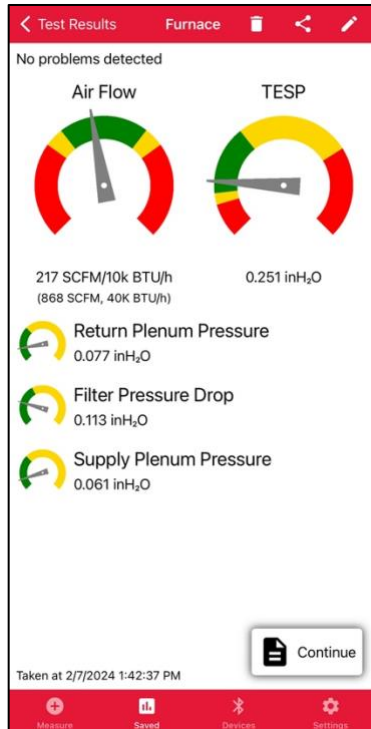 Test Results Furnace
No problems detected
Air Flow TESP
217 SCFM/10k BTU/h 0.251 inH₂O
(868 SCFM, 40K BTU/h)
Return Plenum Pressure
0.077 inH₂O
Filter Pressure Drop
0.113 inH₂O
Supply Plenum Pressure
0.061 inH₂O
Continue
Taken at 2/7/2024 1:42:37 PM
Measure Saved Devices Settings